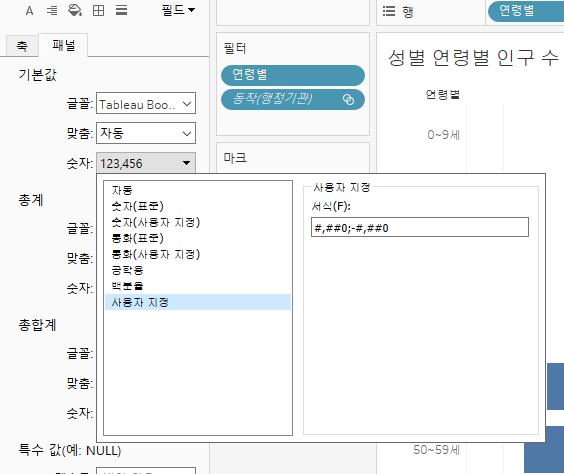 A
필드
행
연령별
축
패널
기본값
글꼴: Tableau Boo..
맞춤: 자동
숫자: 123,456
총계
글꼴:
맞춤:
숫자:
총합계
글꼴:
맞춤:
숫자:
특수 값(예: NULL)
필터
연령별
동작(행정기관)
마크
자동
숫자(표준)
숫자(사용자 지정)
통화(표준)
통화(사용자 지정)
공학용
백분율
사용자 지정
사용자 지정
서식(F):
#,##0;-#,##0
성별 연령별 인구 수
연령별
0~9세
50~59세